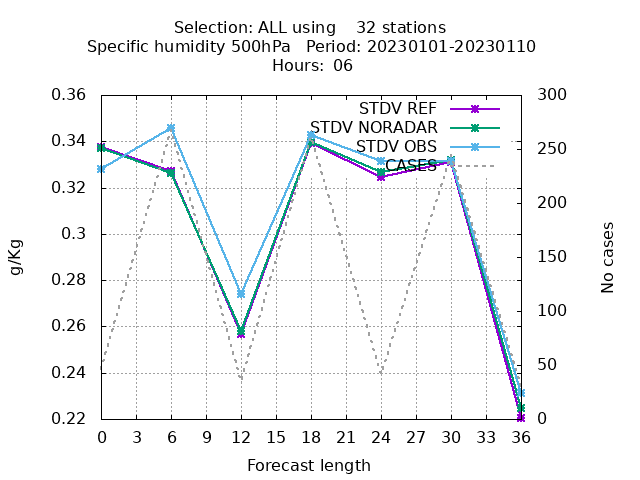 Selection: ALL using    32 stations
Specific humidity 500hPa   Period: 20230101-20230110
Hours:  06
STDV REF
STDV NORADAR
STDV OBS
CASES
g/Kg
0.36
0.34
0.32
0.3
0.28
0.26
0.24
0.22
300
250
200
150
100
50
0
No cases
0 3 6 9 12 15 18 21 24 27 30 33 36
Forecast length